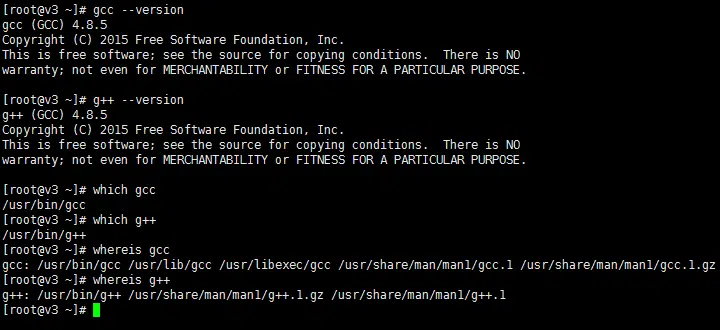 [root@v3 ~]# gcc --version
gcc (GCC) 4.8.5
Copyright (C) 2015 Free Software Foundation, Inc.
This is free software; see the source for copying conditions.  There is NO
warranty; not even for MERCHANTABILITY or FITNESS FOR A PARTICULAR PURPOSE.
[root@v3 ~]# g++ --version
g++ (GCC) 4.8.5
Copyright (C) 2015 Free Software Foundation, Inc.
This is free software; see the source for copying conditions.  There is NO
warranty; not even for MERCHANTABILITY or FITNESS FOR A PARTICULAR PURPOSE.
[root@v3 ~]# which gcc
/usr/bin/gcc
[root@v3 ~]# which g++
/usr/bin/g++
[root@v3 ~]# whereis gcc
gcc: /usr/bin/gcc /usr/lib/gcc /usr/libexec/gcc /usr/share/man/man1/gcc.1 /usr/share/man/man1/gcc.1.gz
[root@v3 ~]# whereis g++
g++: /usr/bin/g++ /usr/share/man/man1/g++.1.gz /usr/share/man/man1/g++.1
[root@v3 ~]#